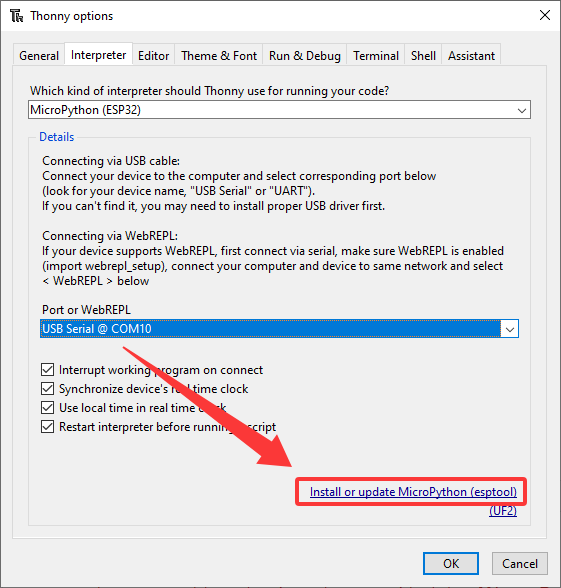 Thonny options
General Interpreter Editor Theme & Font Run & Debug Terminal Shell Assistant
Which kind of interpreter should Thonny use for running your code?
MicroPython (ESP32)
Details
Connecting via USB cable:
Connect your device to the computer and select corresponding port below
(look for your device name, "USB Serial" or "UART").
If you can't find it, you may need to install proper USB driver first.
Connecting via WebREPL:
If your device supports WebREPL, first connect via serial, make sure WebREPL is enabled
(import webrepl_setup), connect your computer and device to same network and select
< WebREPL > below
Port or WebREPL
USB Serial @ COM10
Interrupt working program on connect
Synchronize device's real time clock
Use local time in real time clock
Restart interpreter before running script
Install or update MicroPython (esptool)
(UF2)
OK Cancel